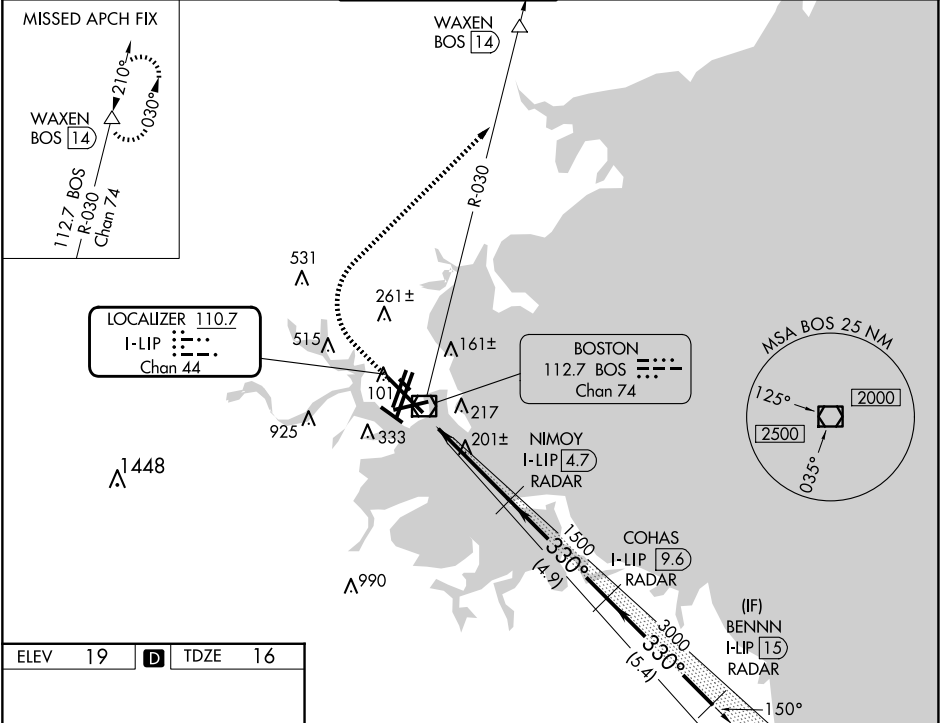 MISSED APCH FIX
210°
030°
WAXEN
BOS 14
112.7 BOS
R-030
Chan 74
WAXEN
BOS 14
R-030
531
261±
LOCALIZER 110.7
I-LIP
Chan 44
515
161±
BOSTON
112.7 BOS
Chan 74
MSA BOS 25 NM
125°
2000
2500
035°
101
217
925
333
201±
1448
990
NIMOY
I-LIP 4.7
RADAR
1500
330°
(4.9)
COHAS
I-LIP 9.6
RADAR
3000
330°
(5.4)
(IF)
BENNN
I-LIP 15
RADAR
150°
ELEV 19 D TDZE 16